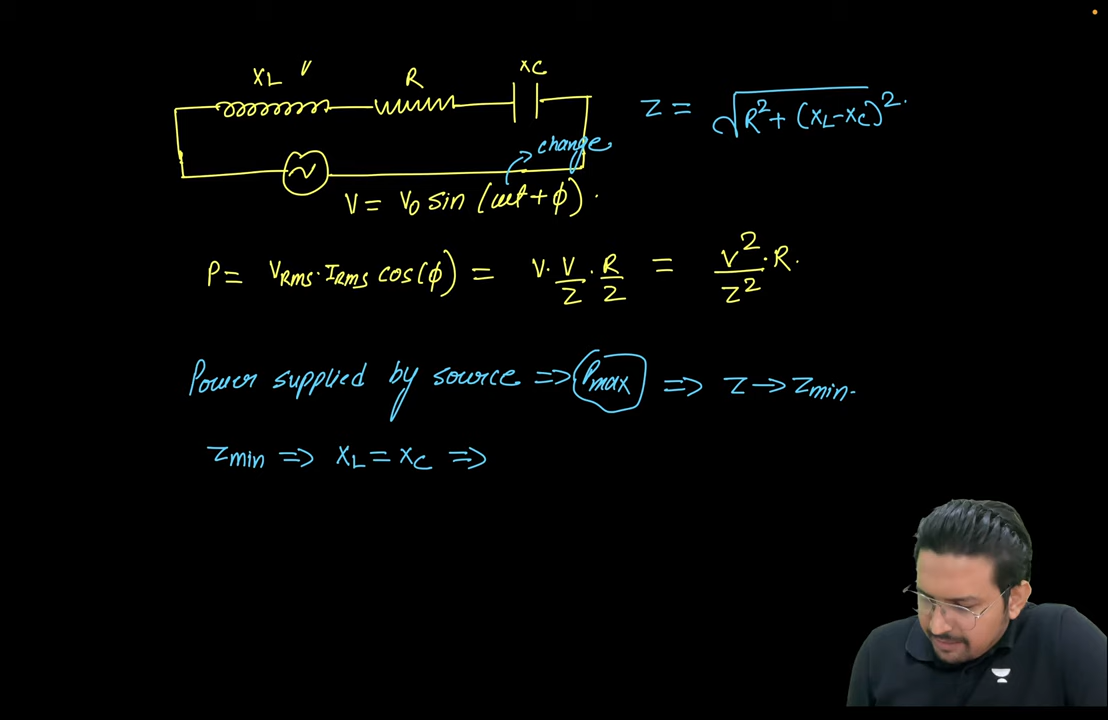 XL R XC
Z = √R² + (XL - XC)².
change
V = V₀ sin (ωt + ϕ).
P = VRMS · IRMS cos(ϕ) = V · V/Z · R/Z = V²/Z² · R.
Power supplied by source => Pmax => Z → Zmin.
Zmin => XL = XC =>